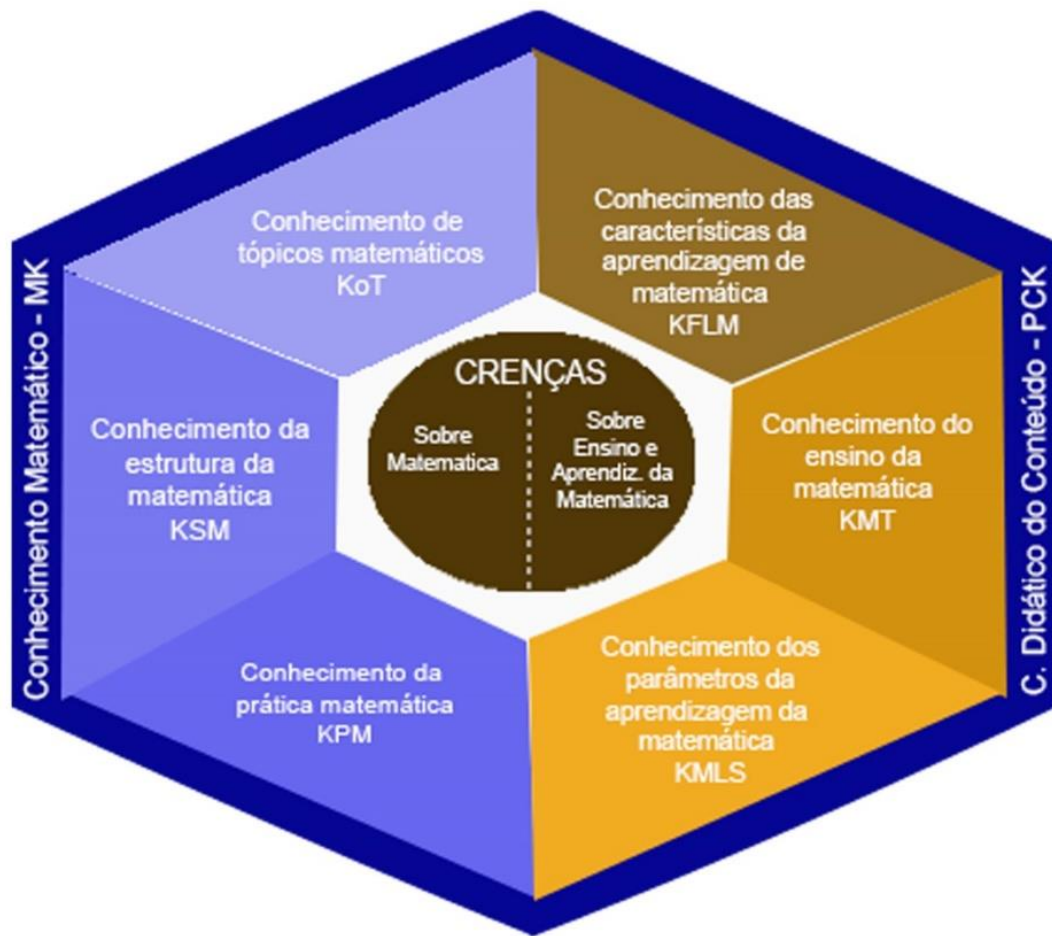 Conhecimento de
tópicos matemáticos
KoT
Conhecimento das
características da
aprendizagem de
matemática
KFLM
Conhecimento Matemático - MK
Conhecimento da
estrutura da
matemática
KSM
CRENÇAS
Sobre
Matematica
Sobre
Ensino e
Aprendiz. da
Matemática
Conhecimento do
ensino da
matemática
KMT
C. Didático do Conteúdo - PCK
Conhecimento da
prática matemática
KPM
Conhecimento dos
parâmetros da
aprendizagem da
matemática
KMLS